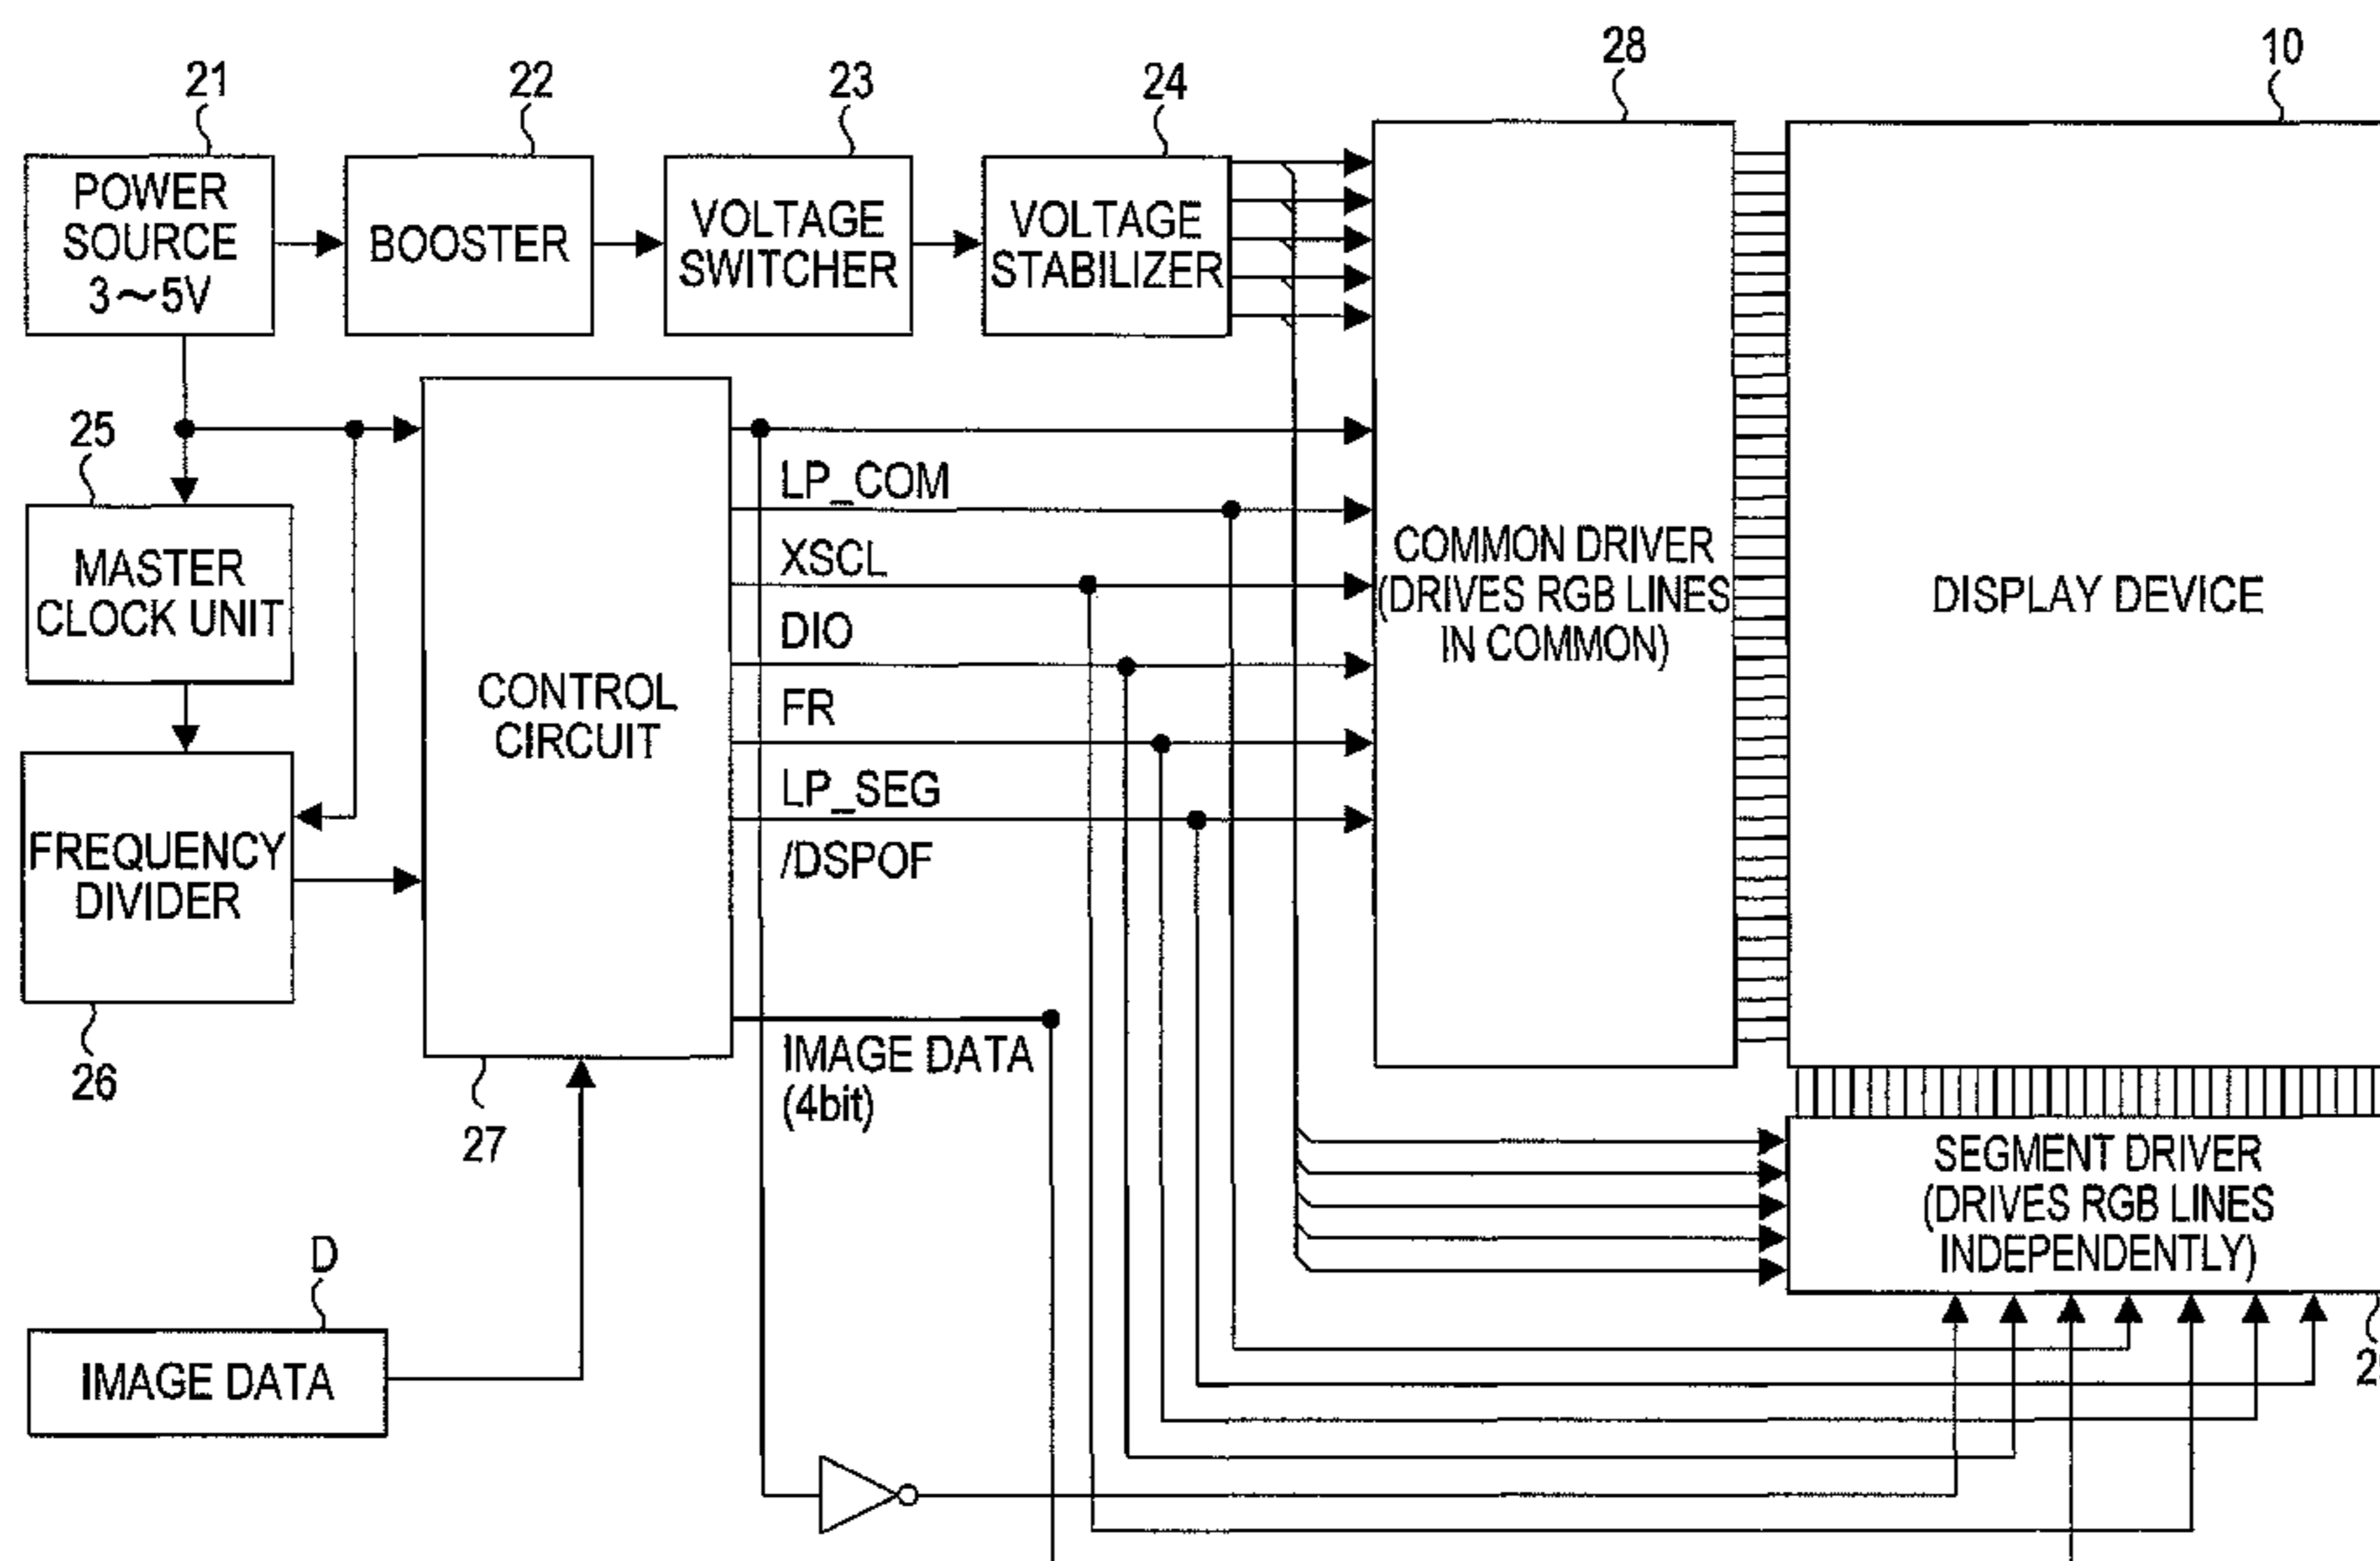 21
22
23
24
28
10
POWER
SOURCE
3~5V
BOOSTER
VOLTAGE
SWITCHER
VOLTAGE
STABILIZER
25
MASTER
CLOCK UNIT
FREQUENCY
DIVIDER
26
CONTROL
CIRCUIT
27
LP_COM
XSCL
DIO
FR
LP_SEG
/DSPOF
IMAGE DATA
(4bit)
COMMON DRIVER
(DRIVES RGB LINES
IN COMMON)
DISPLAY DEVICE
SEGMENT DRIVER
(DRIVES RGB LINES
INDEPENDENTLY)
D
IMAGE DATA